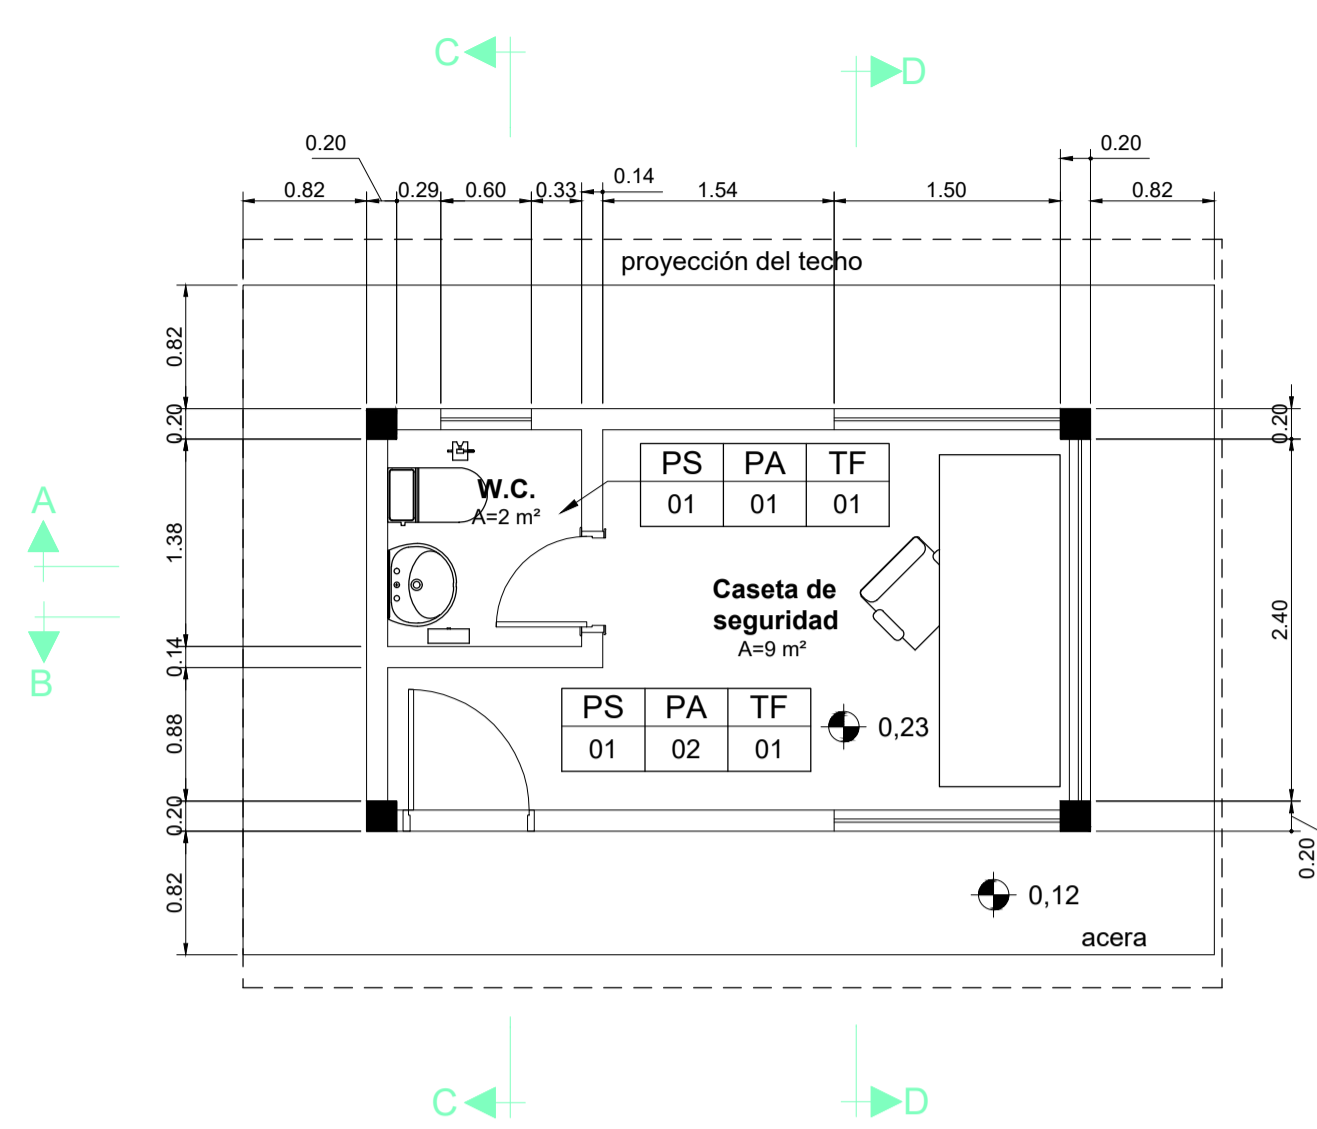 C
D
0.20
0.20
0.82
0.29
0.60
0.33
0.14
1.54
1.50
0.82
proyección del techo
0.82
0.20
0.20
PS PA TF
01 01 01
W.C.
A=2 m²
A
1.38
Caseta de
seguridad
A=9 m²
2.40
B
0.14
PS PA TF
01 02 01
0,23
0.88
0.20
0.20
0.82
0,12
acera
C
D